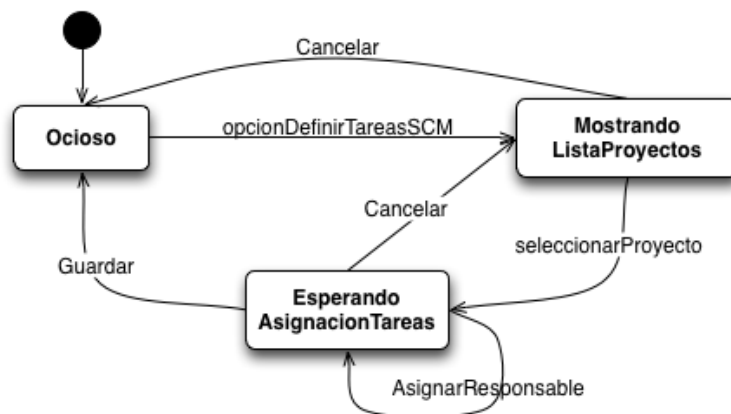 Cancelar
Ocioso
opcionDefinirTareasSCM
Mostrando
ListaProyectos
Cancelar
seleccionarProyecto
Guardar
Esperando
AsignacionTareas
AsignarResponsable